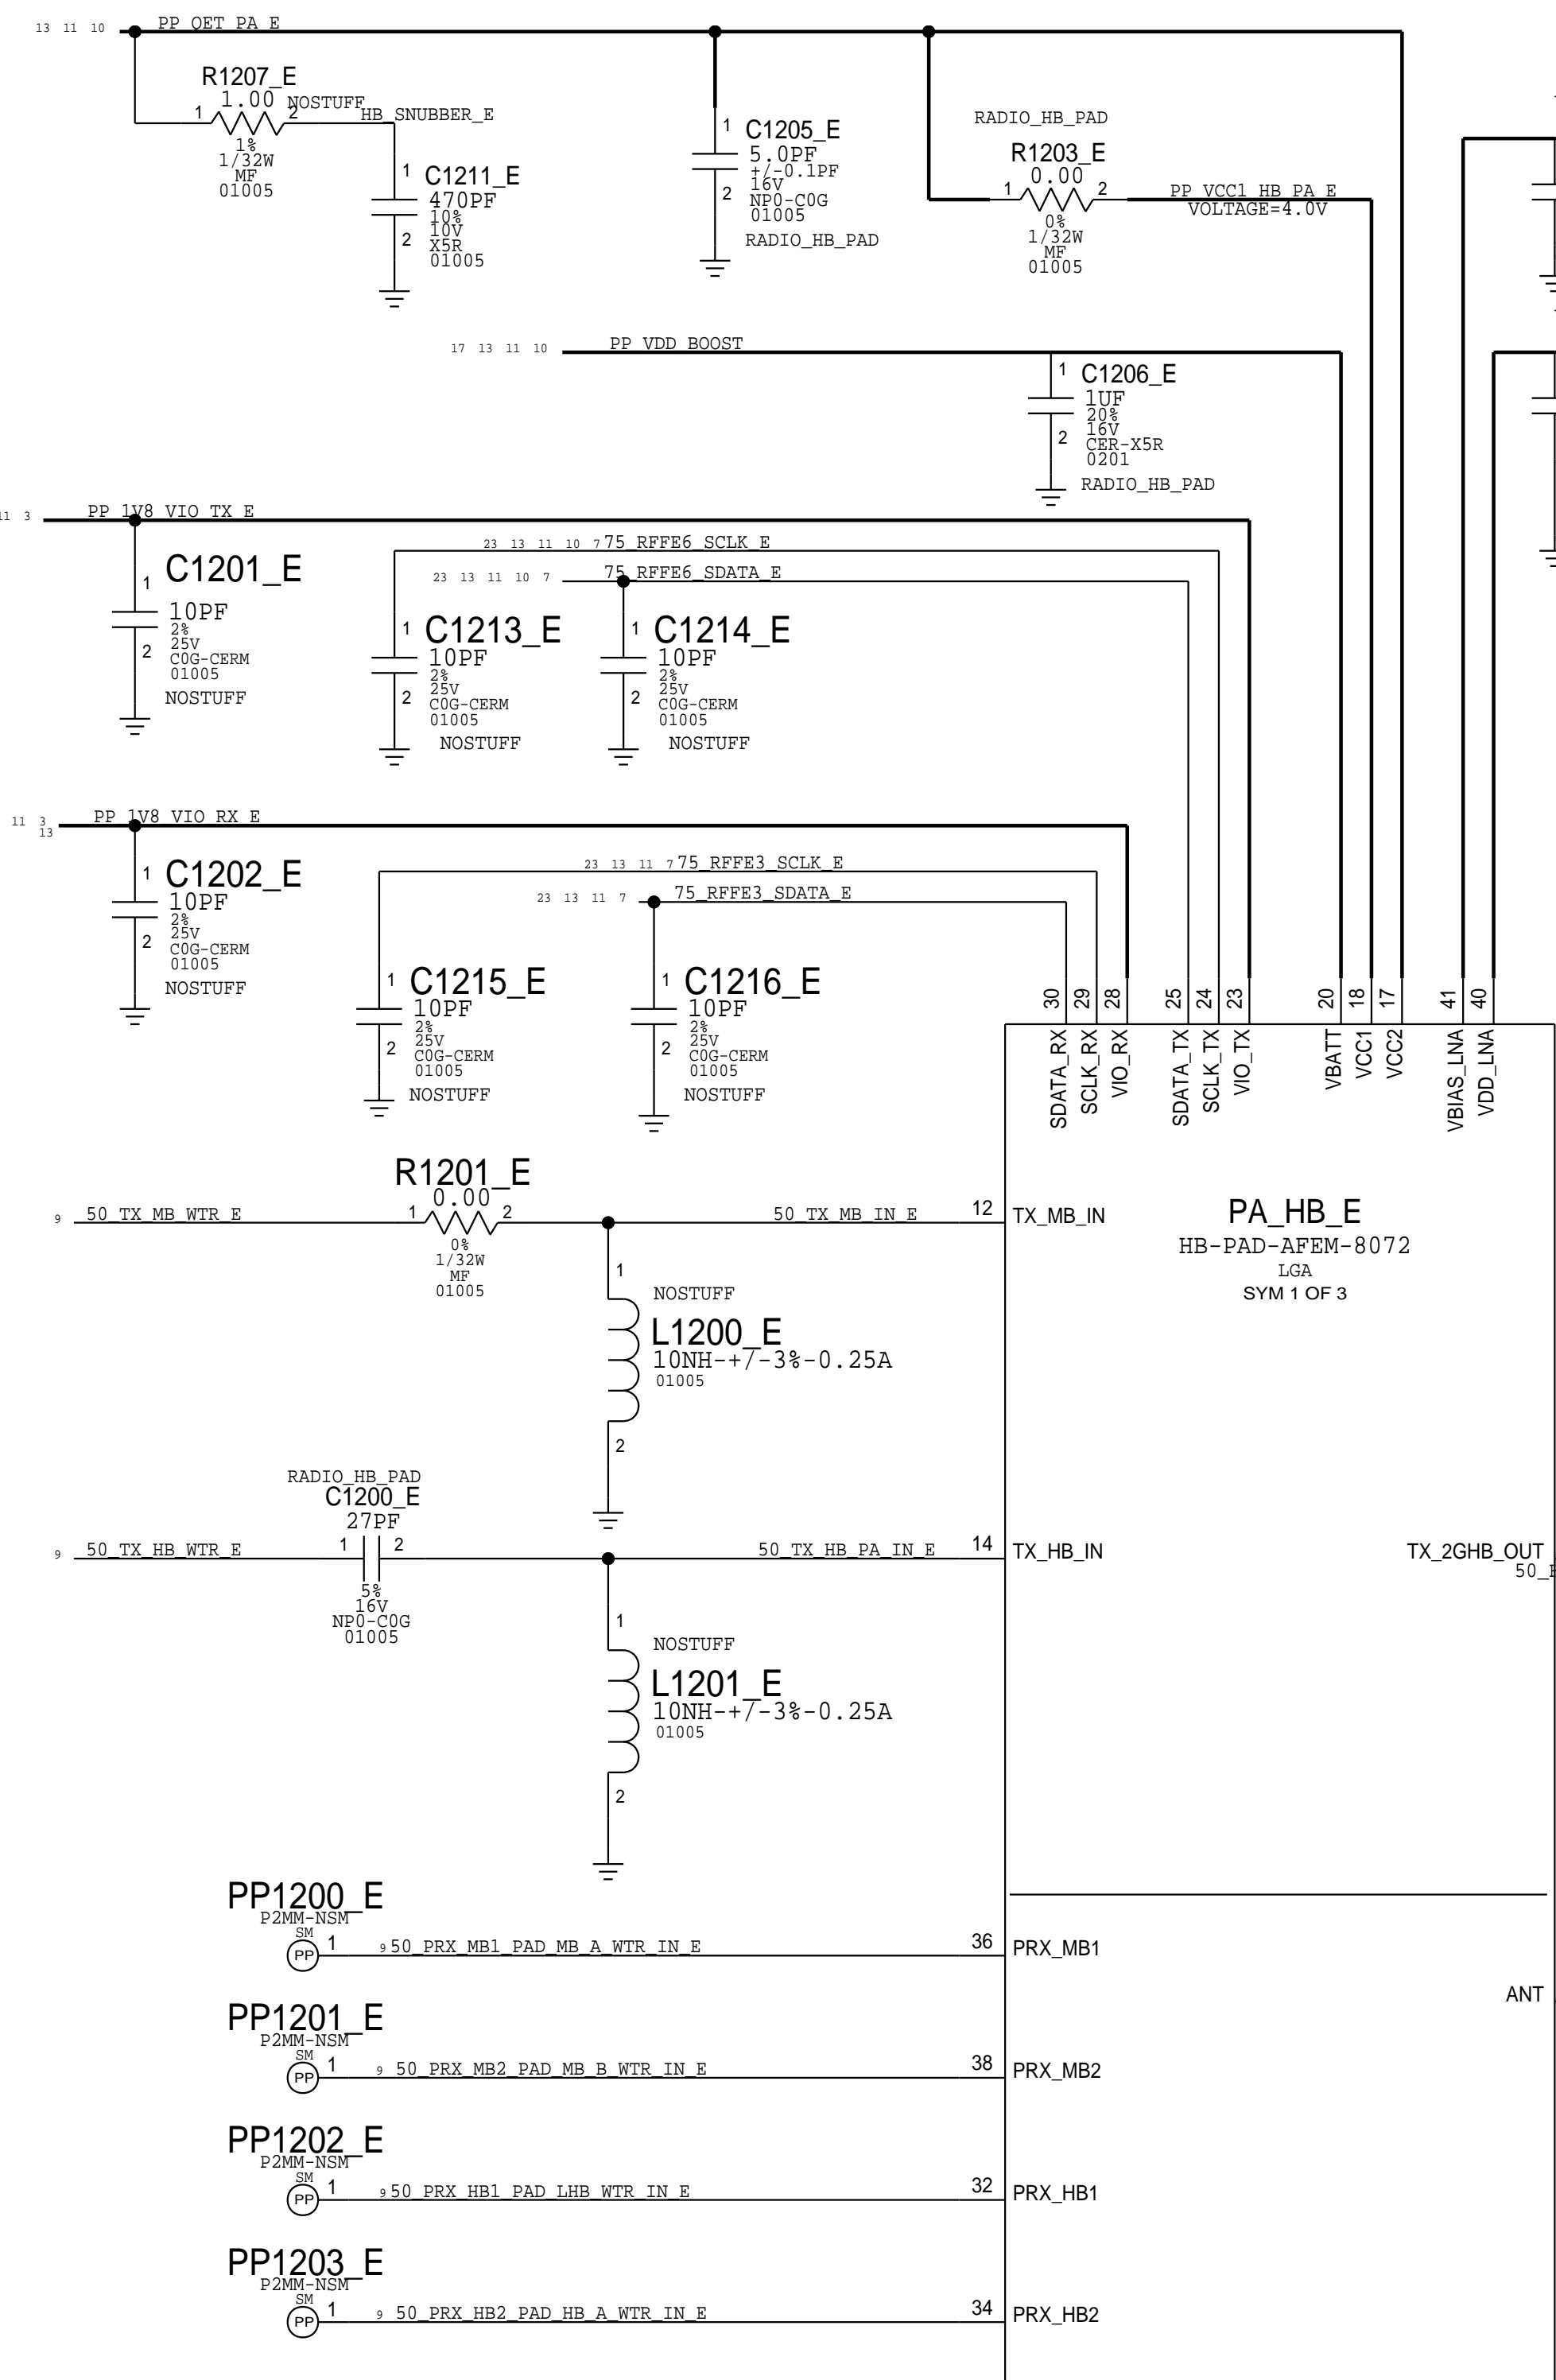 13 11 10 PP_QET_PA_E
R1207_E
1.00 NOSTUFF
1 2 HB_SNUBBER_E
1%
1/32W
MF
01005
1 C1211_E
470PF
10%
10V
2 X5R
01005
1 C1205_E
5.0PF
+/-0.1PF
16V
2 NP0-C0G
01005
RADIO_HB_PAD
RADIO_HB_PAD
R1203_E
0.00
1 2 PP_VCC1_HB_PA_E
VOLTAGE=4.0V
0%
1/32W
MF
01005
17 13 11 10 PP_VDD_BOOST
1 C1206_E
1UF
20%
16V
2 CER-X5R
0201
RADIO_HB_PAD
11 3 PP_1V8_VIO_TX_E
1 C1201_E
10PF
2%
25V
2 C0G-CERM
01005
NOSTUFF
23 13 11 10 7 75_RFFE6_SCLK_E
23 13 11 10 7 75_RFFE6_SDATA_E
1 C1213_E
10PF
2%
25V
2 C0G-CERM
01005
NOSTUFF
1 C1214_E
10PF
2%
25V
2 C0G-CERM
01005
NOSTUFF
11 3 PP_1V8_VIO_RX_E
13
1 C1202_E
10PF
2%
25V
2 C0G-CERM
01005
NOSTUFF
23 13 11 7 75_RFFE3_SCLK_E
23 13 11 7 75_RFFE3_SDATA_E
1 C1215_E
10PF
2%
25V
2 C0G-CERM
01005
NOSTUFF
1 C1216_E
10PF
2%
25V
2 C0G-CERM
01005
NOSTUFF
30 SDATA_RX
29 SCLK_RX
28 VIO_RX
25 SDATA_TX
24 SCLK_TX
23 VIO_TX
20 VBATT
18 VCC1
17 VCC2
41 VBIAS_LNA
40 VDD_LNA
R1201_E
0.00
9 50_TX_MB_WTR_E 1 2 50_TX_MB_IN_E 12 TX_MB_IN
0%
1/32W
MF
01005
PA_HB_E
HB-PAD-AFEM-8072
LGA
SYM 1 OF 3
1
NOSTUFF
L1200_E
10NH-+/-3%-0.25A
01005
2
RADIO_HB_PAD
C1200_E
27PF
9 50_TX_HB_WTR_E 1 2 50_TX_HB_PA_IN_E 14 TX_HB_IN
TX_2GHB_OUT
5%
16V
NP0-C0G
01005
1
NOSTUFF
L1201_E
10NH-+/-3%-0.25A
01005
2
PP1200_E
P2MM-NSM
SM
PP 1 9 50_PRX_MB1_PAD_MB_A_WTR_IN_E 36 PRX_MB1
ANT
PP1201_E
P2MM-NSM
SM
PP 1 9 50_PRX_MB2_PAD_MB_B_WTR_IN_E 38 PRX_MB2
PP1202_E
P2MM-NSM
SM
PP 1 9 50_PRX_HB1_PAD_LHB_WTR_IN_E 32 PRX_HB1
PP1203_E
P2MM-NSM
SM
PP 1 9 50_PRX_HB2_PAD_HB_A_WTR_IN_E 34 PRX_HB2